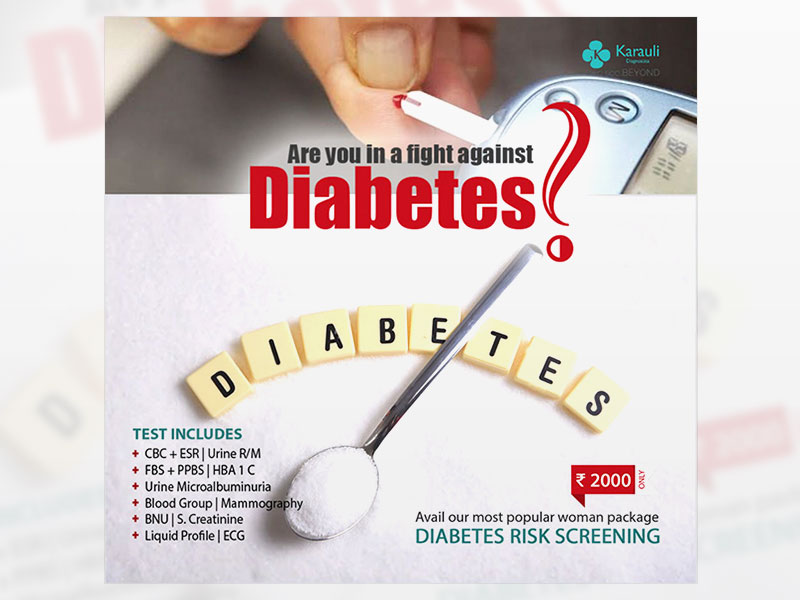 Karauli
Diagnostics
BEYOND
Are you in a fight against
Diabetes?
M
DIABETES
TEST INCLUDES
+ CBC + ESR | Urine R/M
+ FBS + PPBS | HBA 1 C
+ Urine Microalbuminuria
+ Blood Group | Mammography
+ BNU | S. Creatinine
+ Liquid Profile | ECG
₹ 2000 ONLY
Avail our most popular woman package
DIABETES RISK SCREENING